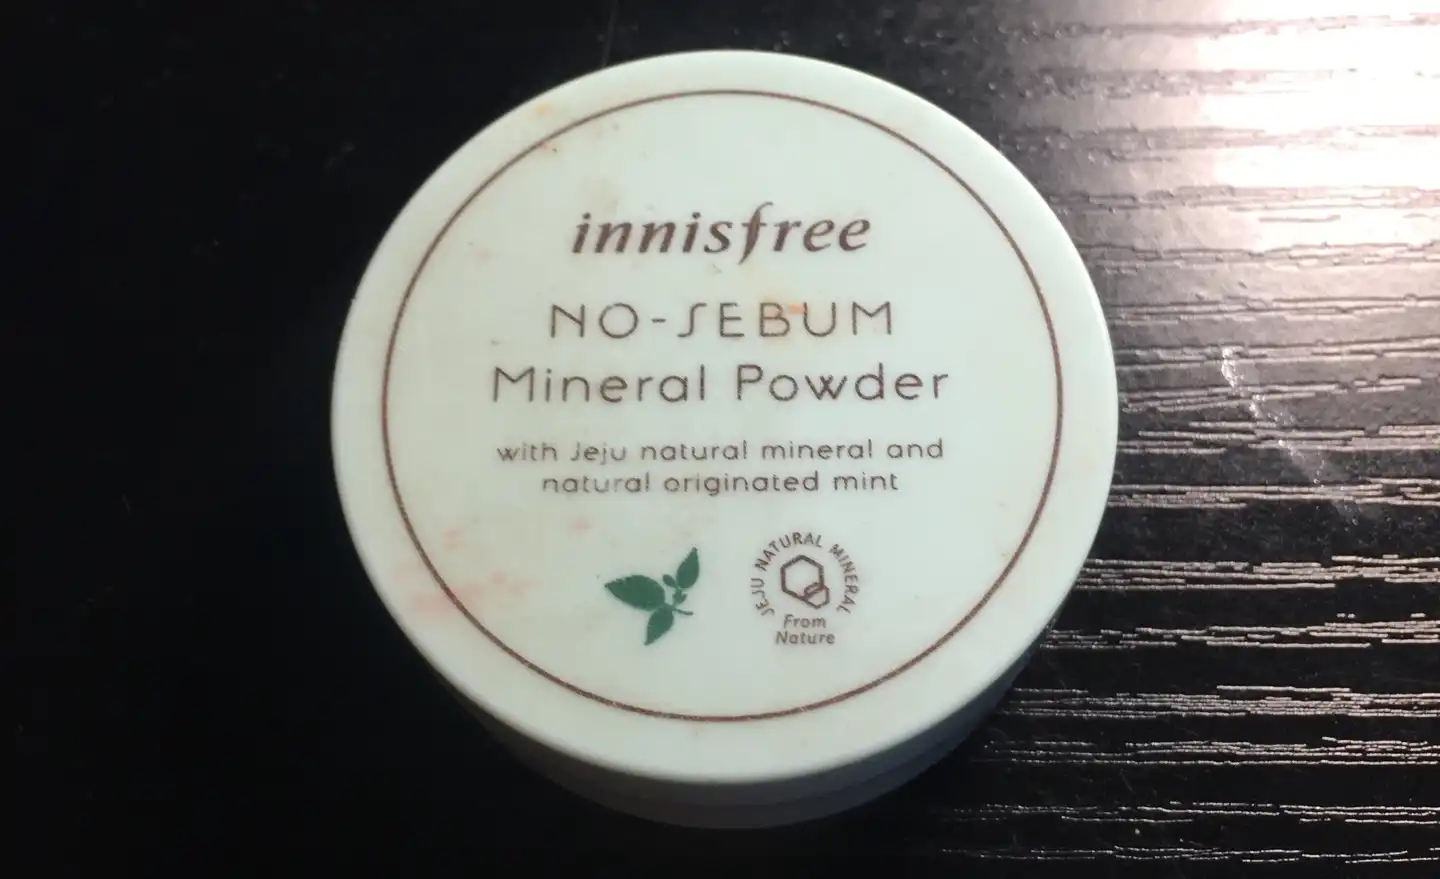 innisfree
NO-SEBUM
Mineral Powder
with Jeju natural mineral and
natural originated mint
JEJU NATURAL MINERAL
From
Nature